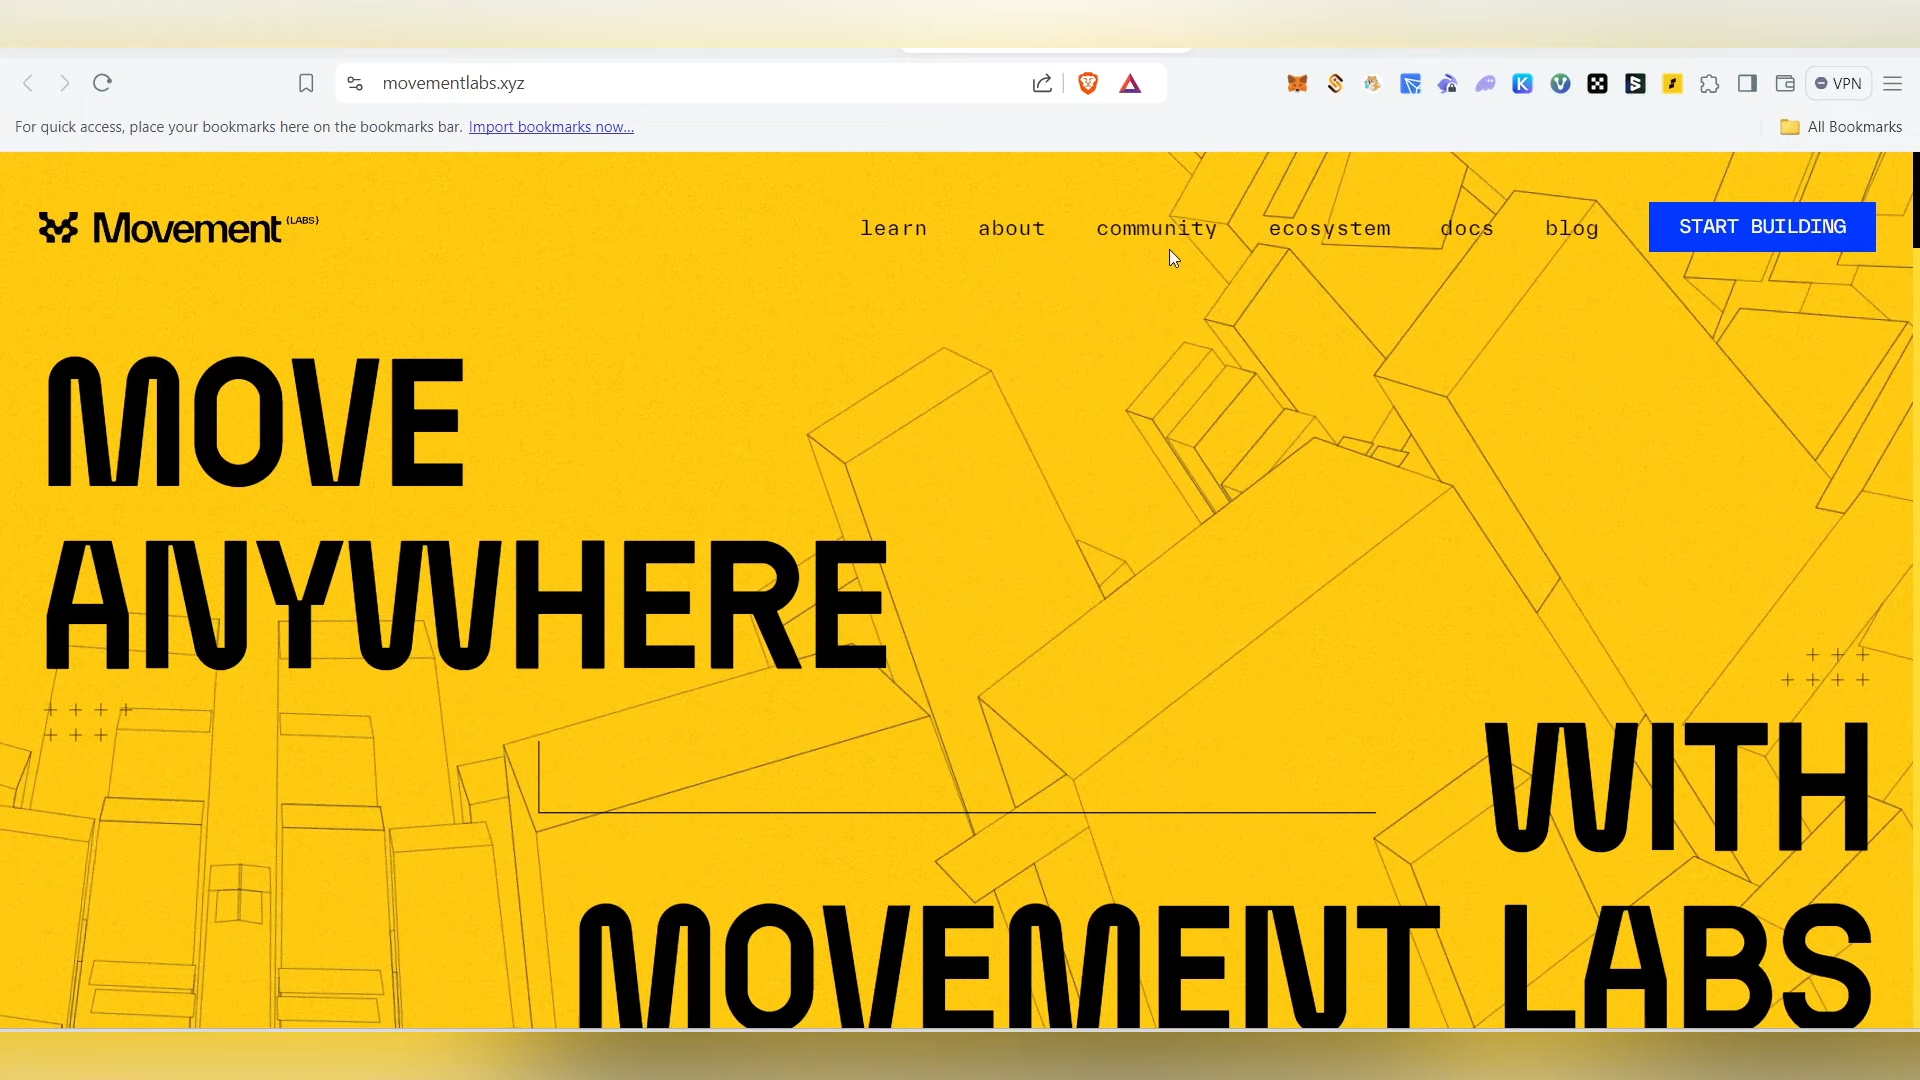 movementlabs.xyz
VPN
For quick access, place your bookmarks here on the bookmarks bar. Import bookmarks now...
All Bookmarks
Movement {LABS}
learn about community ecosystem docs blog START BUILDING
MOVE
ANYWHERE
WITH
MOVEMENT LABS